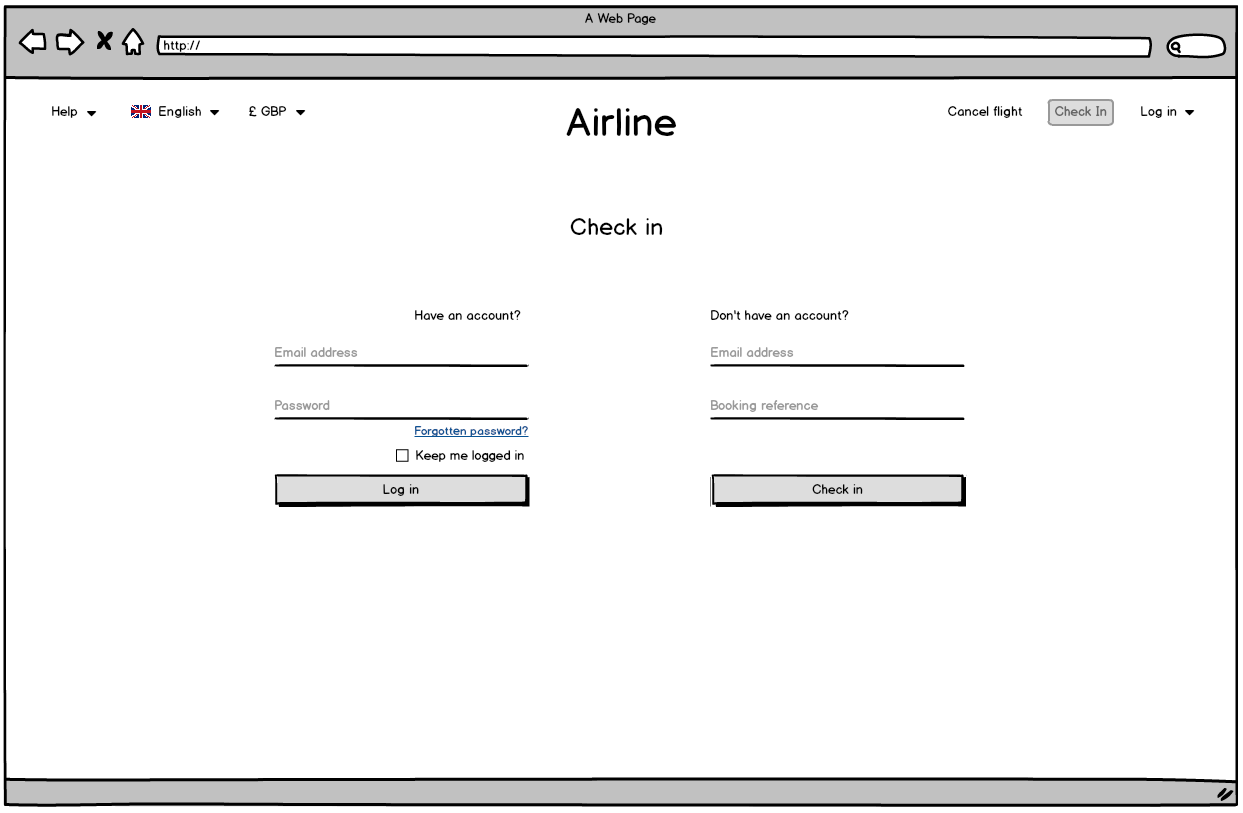 A Web Page
http://
Help English £ GBP Airline Cancel flight Check In Log in
Check in
Have an account?
Email address
Password
Forgotten password?
Keep me logged in
Log in
Don't have an account?
Email address
Booking reference
Check in